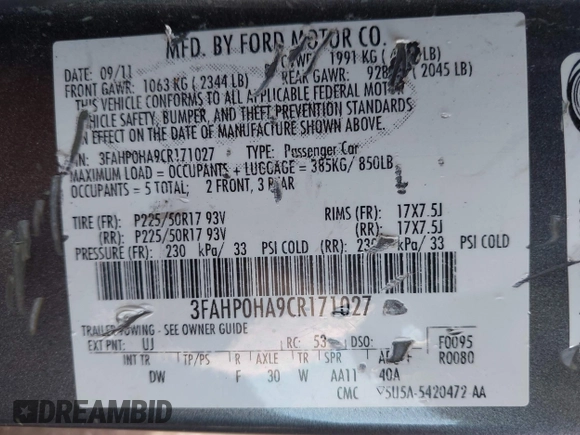 MFD. BY FORD MOTOR CO.
DATE: 09/11 GVWR: 1991 KG
FRONT GAWR: 1063 KG (2344 LB) REAR GAWR: 928 (2045 LB)
THIS VEHICLE CONFORMS TO ALL APPLICABLE FEDERAL MOTOR
VEHICLE SAFETY, BUMPER, AND THEFT PREVENTION STANDARDS
IN EFFECT ON THE DATE OF MANUFACTURE SHOWN ABOVE.
3FAHP0HA9CR171027 TYPE: Passenger Car
MAXIMUM LOAD = OCCUPANTS + LUGGAGE = 385KG/ 850LB
OCCUPANTS = 5 TOTAL; 2 FRONT, 3 REAR
TIRE (FR): P225/50R17 93V RIMS (FR): 17X7.5J
(RR): P225/50R17 93V (RR): 17X7.5J
PRESSURE (FR): 230 kPa/ 33 PSI COLD (RR): 230 kPa/ 33 PSI COLD
3FAHP0HA9CR171027
TRAILER TOWING - SEE OWNER GUIDE
EXT PNT: UJ RC: 53 DSO: F0095
R0080
INT TR TP/PS R AXLE TR SPR
DW F 30 W AA11 40A
CMC 5U5A-5420472 AA
DREAMBID